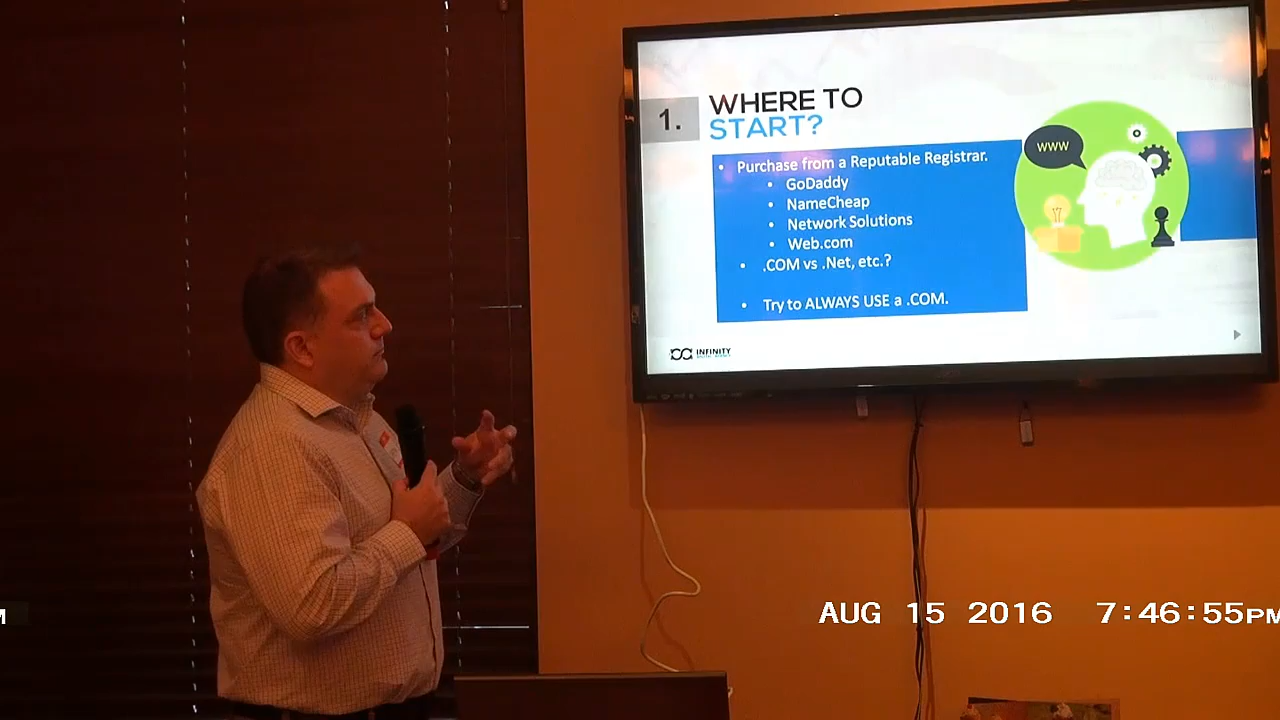 1.
WHERE TO
START?
• Purchase from a Reputable Registrar.
• GoDaddy
• NameCheap
• Network Solutions
• Web.com
• .COM vs .Net, etc.?
• Try to ALWAYS USE a .COM.
WWW
INFINITY
M
AUG 15 2016 7:46:55PM